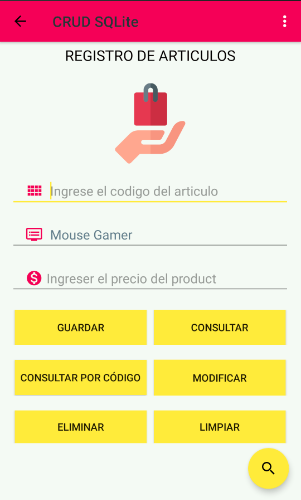 CRUD SQLite
REGISTRO DE ARTICULOS
Ingrese el codigo del articulo
Mouse Gamer
Ingreser el precio del product
GUARDAR
CONSULTAR
CONSULTAR POR CÓDIGO
MODIFICAR
ELIMINAR
LIMPIAR